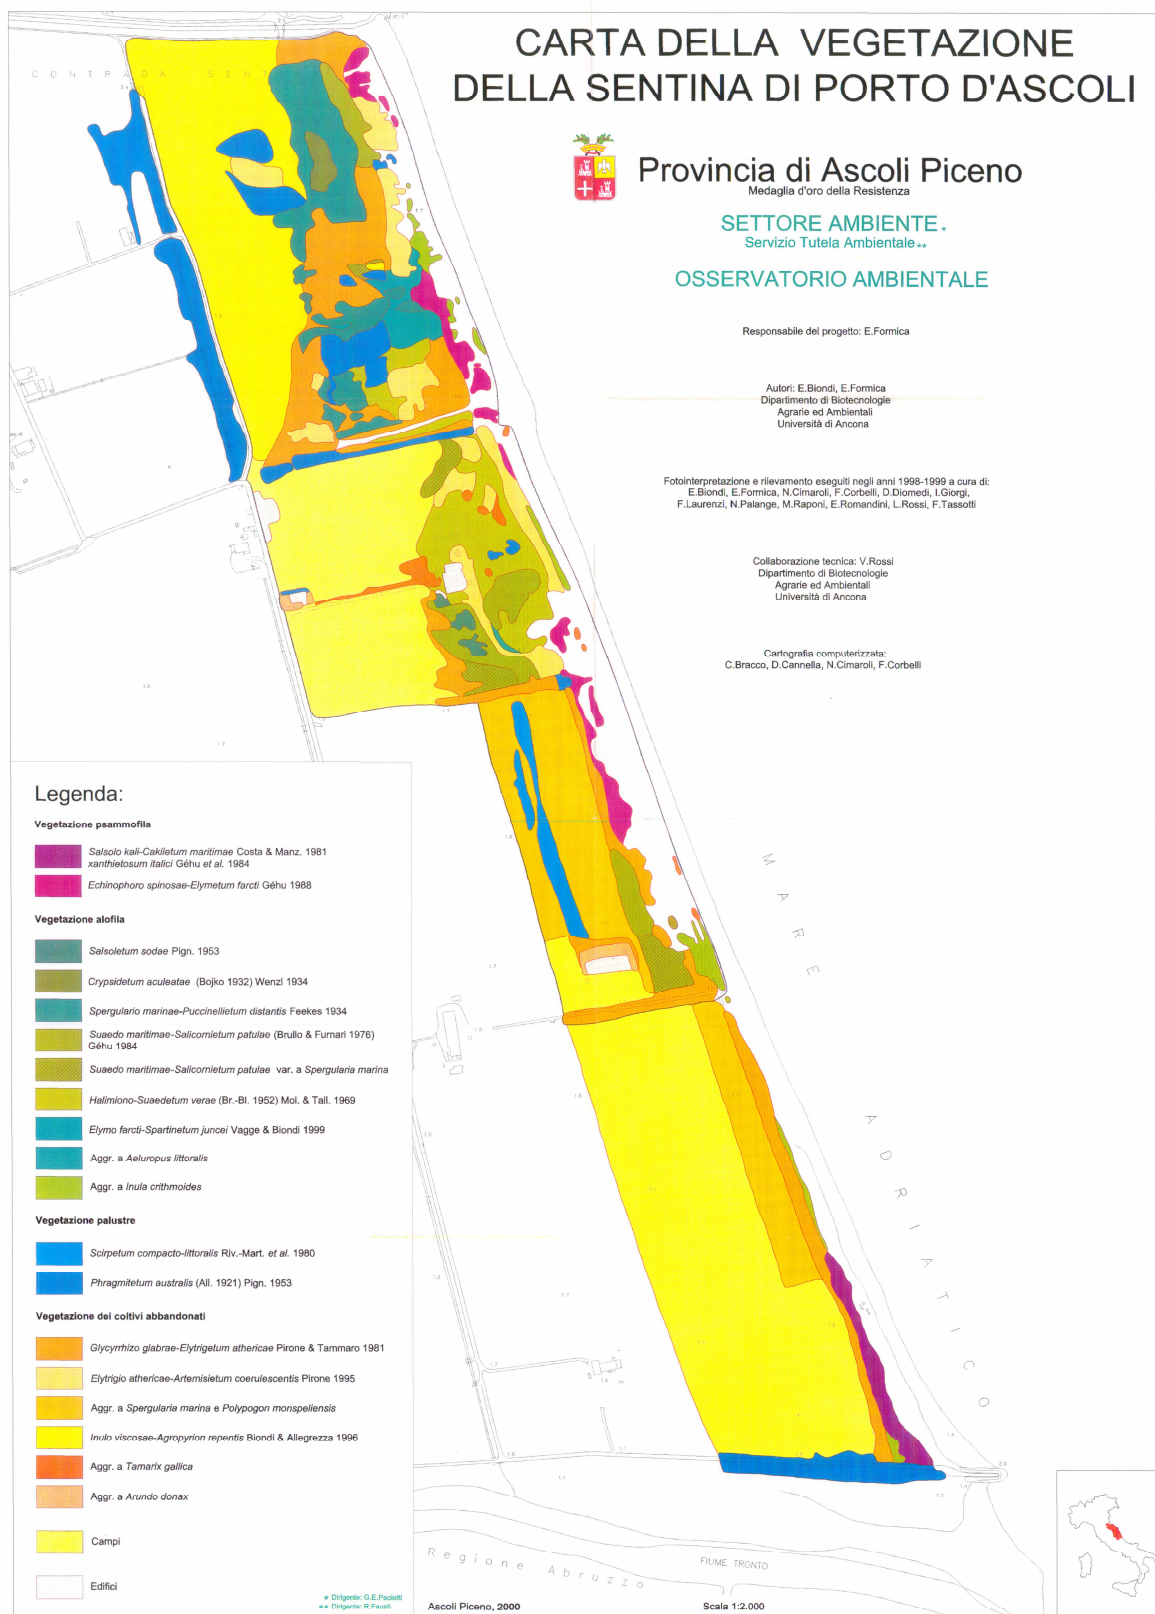 CARTA DELLA VEGETAZIONE
DELLA SENTINA DI PORTO D'ASCOLI
Provincia di Ascoli Piceno
Medaglia d'oro della Resistenza
SETTORE AMBIENTE *
Servizio Tutela Ambientale **
OSSERVATORIO AMBIENTALE
Responsabile del progetto: E.Formica
Autori: E.Biondi, E.Formica
Dipartimento di Biotecnologie
Agrarie ed Ambientali
Università di Ancona
Fotointerpretazione e rilevamento eseguiti negli anni 1998-1999 a cura di:
E.Biondi, E.Formica, N.Cimaroli, F.Corbelli, D.Diomedi, I.Giorgi,
F.Laurenzi, N.Palange, M.Raponi, E.Romandini, L.Rossi, F.Tassotti
Collaborazione tecnica: V.Rossi
Dipartimento di Biotecnologie
Agrarie ed Ambientali
Università di Ancona
Cartografia computerizzata:
C.Bracco, D.Cannella, N.Cimaroli, F.Corbelli
CONTRADA SENTINA
MARE ADRIATICO
Legenda:
Vegetazione psammofila
Salsolo kali-Cakiletum maritimae Costa & Manz. 1981
xanthietosum italici Géhu et al. 1984
Echinophoro spinosae-Elymetum farcti Géhu 1988
Vegetazione alofila
Salsoletum sodae Pign. 1953
Crypsidetum aculeatae (Bojko 1932) Wenzl 1934
Spergulario marinae-Puccinellietum distantis Feekes 1934
Suaedo maritimae-Salicornietum patulae (Brullo & Furnari 1976)
Géhu 1984
Suaedo maritimae-Salicornietum patulae var. a Spergularia marina
Halimiono-Suaedetum verae (Br.-Bl. 1952) Mol. & Tall. 1969
Elymo farcti-Spartinetum juncei Vagge & Biondi 1999
Aggr. a Aeluropus littoralis
Aggr. a Inula crithmoides
Vegetazione palustre
Scirpetum compacto-littoralis Riv.-Mart. et al. 1980
Phragmitetum australis (All. 1921) Pign. 1953
Vegetazione dei coltivi abbandonati
Glycyrrhizo glabrae-Elytrigetum athericae Pirone & Tammaro 1981
Elytrigio athericae-Artemisietum coerulescentis Pirone 1995
Aggr. a Spergularia marina e Polypogon monspeliensis
Inulo viscosae-Agropyrion repentis Biondi & Allegrezza 1996
Aggr. a Tamarix gallica
Aggr. a Arundo donax
Campi
Edifici
* Dirigente: G.E.Paoletti
** Dirigente: R.Fausti
Regione Abruzzo
FIUME TRONTO
Ascoli Piceno, 2000
Scala 1:2.000